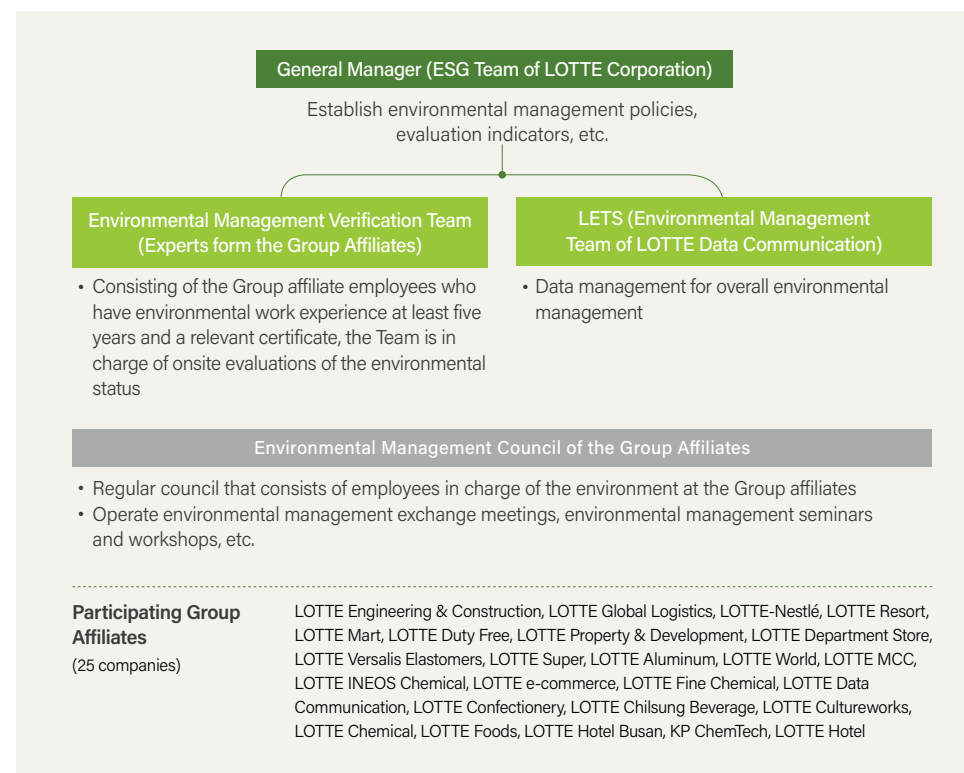 General Manager (ESG Team of LOTTE Corporation)
Establish environmental management policies,
evaluation indicators, etc.
Environmental Management Verification Team
(Experts form the Group Affiliates)
• Consisting of the Group affiliate employees who
have environmental work experience at least five
years and a relevant certificate, the Team is in
charge of onsite evaluations of the environmental
status
LETS (Environmental Management
Team of LOTTE Data Communication)
• Data management for overall environmental
management
Environmental Management Council of the Group Affiliates
• Regular council that consists of employees in charge of the environment at the Group affiliates
• Operate environmental management exchange meetings, environmental management seminars
and workshops, etc.
Participating Group
Affiliates
(25 companies)
LOTTE Engineering & Construction, LOTTE Global Logistics, LOTTE-Nestlé, LOTTE Resort,
LOTTE Mart, LOTTE Duty Free, LOTTE Property & Development, LOTTE Department Store,
LOTTE Versalis Elastomers, LOTTE Super, LOTTE Aluminum, LOTTE World, LOTTE MCC,
LOTTE INEOS Chemical, LOTTE e-commerce, LOTTE Fine Chemical, LOTTE Data
Communication, LOTTE Confectionery, LOTTE Chilsung Beverage, LOTTE Cultureworks,
LOTTE Chemical, LOTTE Foods, LOTTE Hotel Busan, KP ChemTech, LOTTE Hotel